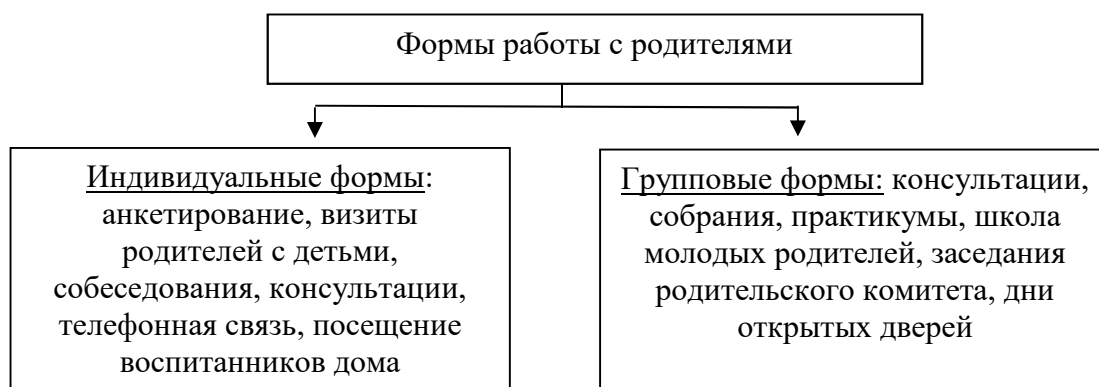 Формы работы с родителями
Индивидуальные формы:
анкетирование, визиты
родителей с детьми,
собеседования, консультации,
телефонная связь, посещение
воспитанников дома
Групповые формы: консультации,
собрания, практикумы, школа
молодых родителей, заседания
родительского комитета, дни
открытых дверей